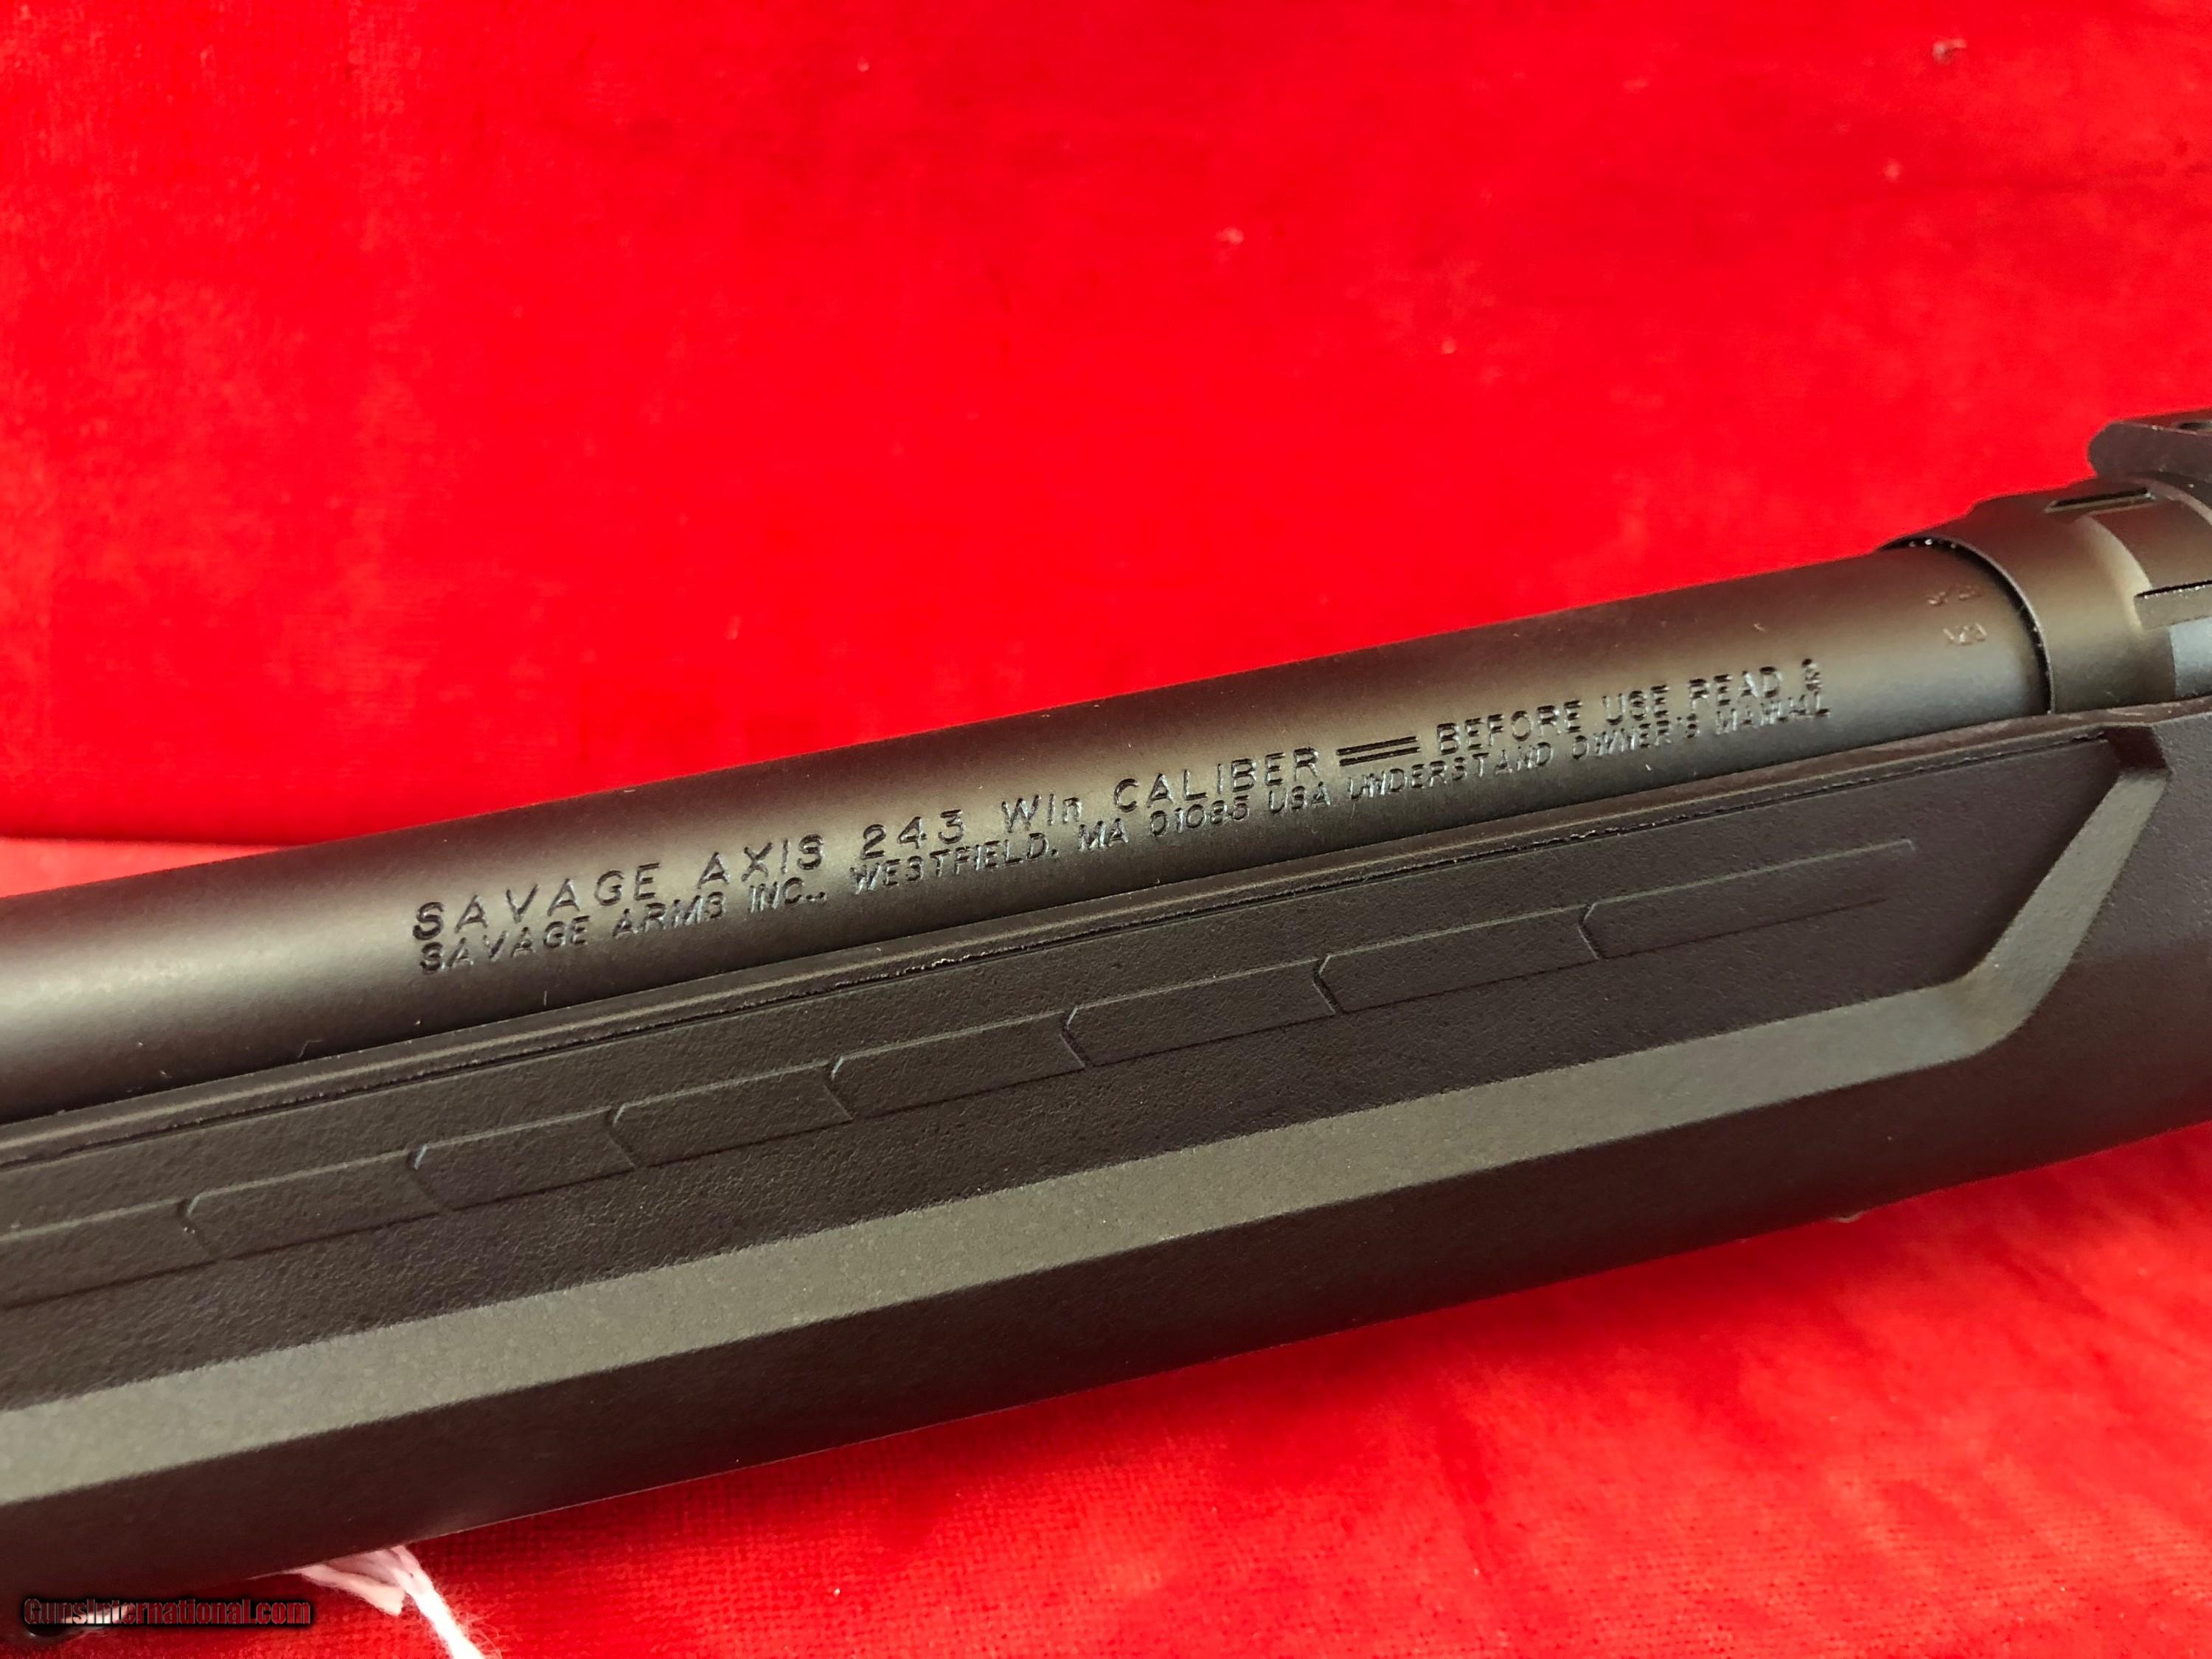 SAVAGE AXIS 243 Win CALIBER ══ BEFORE USE READ &
SAVAGE ARMS INC., WESTFIELD, MA 01085 USA UNDERSTAND OWNER'S MANUAL
GunsInternational.com